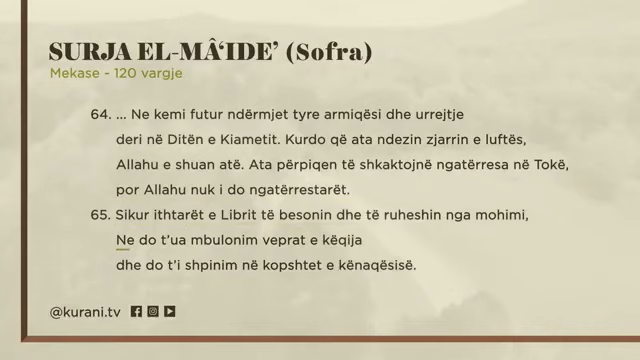 SURJA EL-MÂ‘IDE’ (Sofra)
Mekase - 120 vargje
64. ... Ne kemi futur ndërmjet tyre armiqësi dhe urrejtje
deri në Ditën e Kiametit. Kurdo që ata ndezin zjarrin e luftës,
Allahu e shuan atë. Ata përpiqen të shkaktojnë ngatërresa në Tokë,
por Allahu nuk i do ngatërrestarët.
65. Sikur ithtarët e Librit të besonin dhe të ruheshin nga mohimi,
Ne do t’ua mbulonim veprat e këqija
dhe do t’i shpinim në kopshtet e kënaqësisë.
@kurani.tv